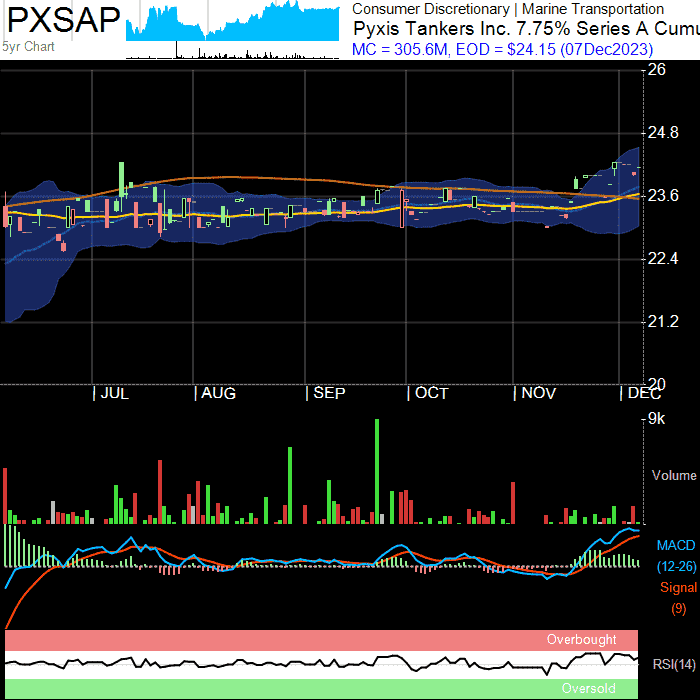 PXSAP
5yr Chart
Consumer Discretionary | Marine Transportation
Pyxis Tankers Inc. 7.75% Series A Cumu
MC = 305.6M, EOD = $24.15 (07Dec2023)
26
24.8
23.6
22.4
21.2
20
| JUL | AUG | SEP | OCT | NOV | DEC
9k
Volume
MACD
(12-26)
Signal
(9)
Overbought
RSI(14)
Oversold